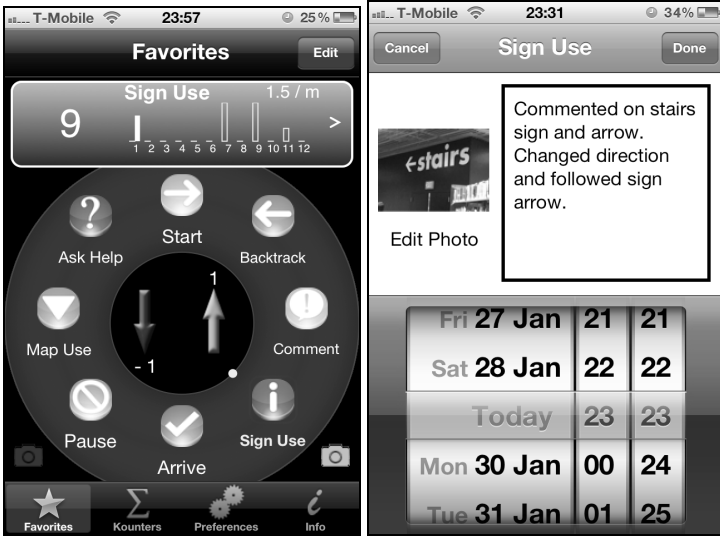 T-Mobile 23:57 25%
Favorites Edit
Sign Use 1.5 / m
9 >
1 2 3 4 5 6 7 8 9 10 11 12
Start
? Ask Help
Backtrack
1
Map Use
! Comment
- 1
Pause
i Sign Use
Arrive
Favorites Σ Kounters Preferences i Info
T-Mobile 23:31 34%
Cancel Sign Use Done
←stairs
Edit Photo
Commented on stairs
sign and arrow.
Changed direction
and followed sign
arrow.
Fri 27 Jan 21 21
Sat 28 Jan 22 22
Today 23 23
Mon 30 Jan 00 24
Tue 31 Jan 01 25